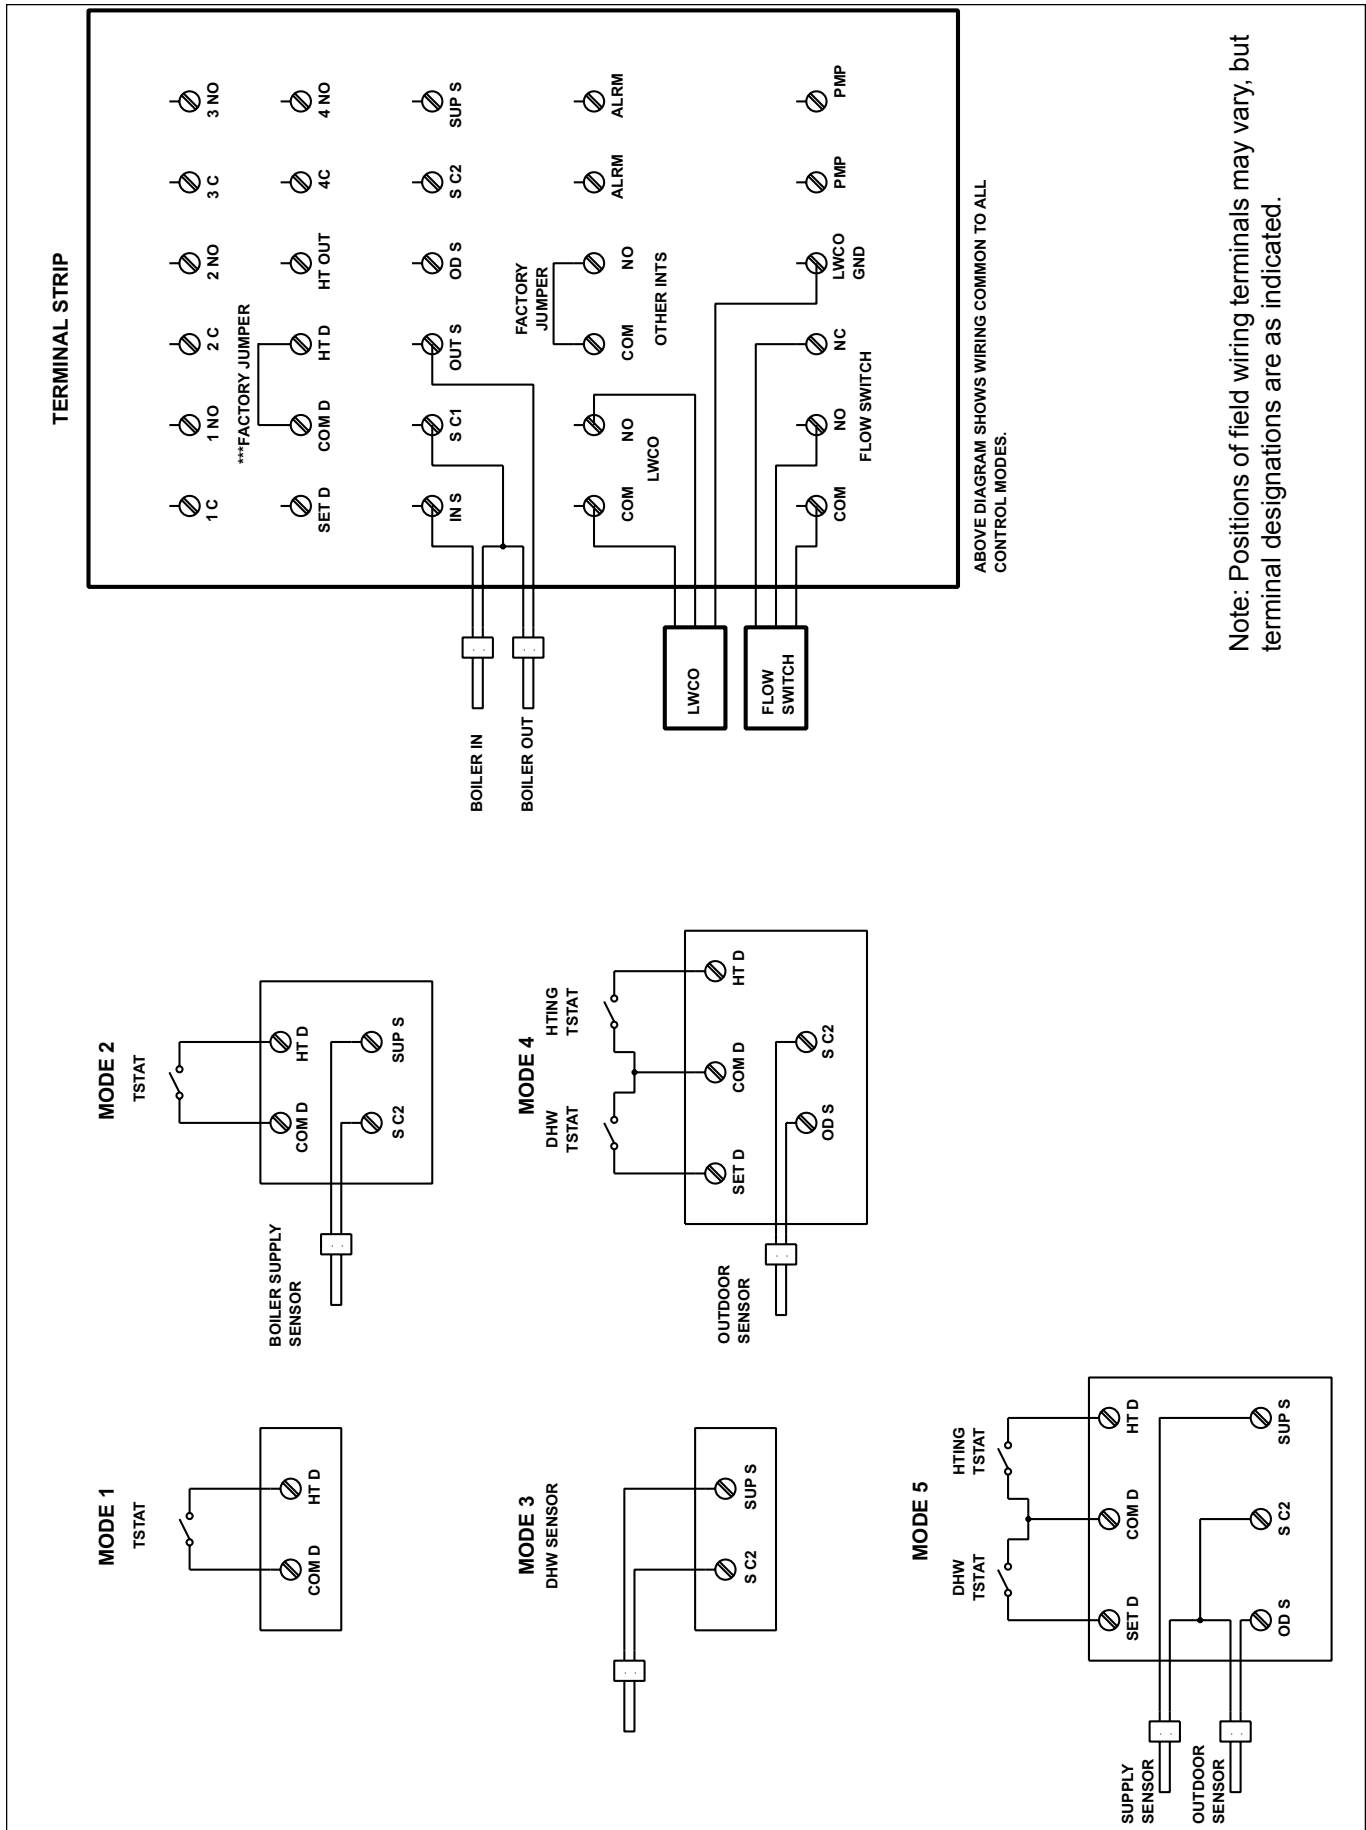 TERMINAL STRIP
1 C
1 NO
2 C
2 NO
3 C
3 NO
***FACTORY JUMPER
SET D
COM D
HT D
HT OUT
4C
4 NO
IN S
S C1
OUT S
OD S
S C2
SUP S
FACTORY
JUMPER
COM
NO
LWCO
COM
NO
OTHER INTS
ALRM
ALRM
COM
NO
NC
FLOW SWITCH
LWCO
GND
PMP
PMP
BOILER IN
BOILER OUT
LWCO
FLOW
SWITCH
ABOVE DIAGRAM SHOWS WIRING COMMON TO ALL
CONTROL MODES.
Note: Positions of field wiring terminals may vary, but
terminal designations are as indicated.
MODE 1
TSTAT
COM D
HT D
MODE 2
TSTAT
COM D
HT D
S C2
SUP S
BOILER SUPPLY
SENSOR
MODE 3
DHW SENSOR
S C2
SUP S
MODE 4
DHW
TSTAT
HTING
TSTAT
SET D
COM D
HT D
OD S
S C2
OUTDOOR
SENSOR
MODE 5
DHW
TSTAT
HTING
TSTAT
SET D
COM D
HT D
OD S
S C2
SUP S
SUPPLY
SENSOR
OUTDOOR
SENSOR